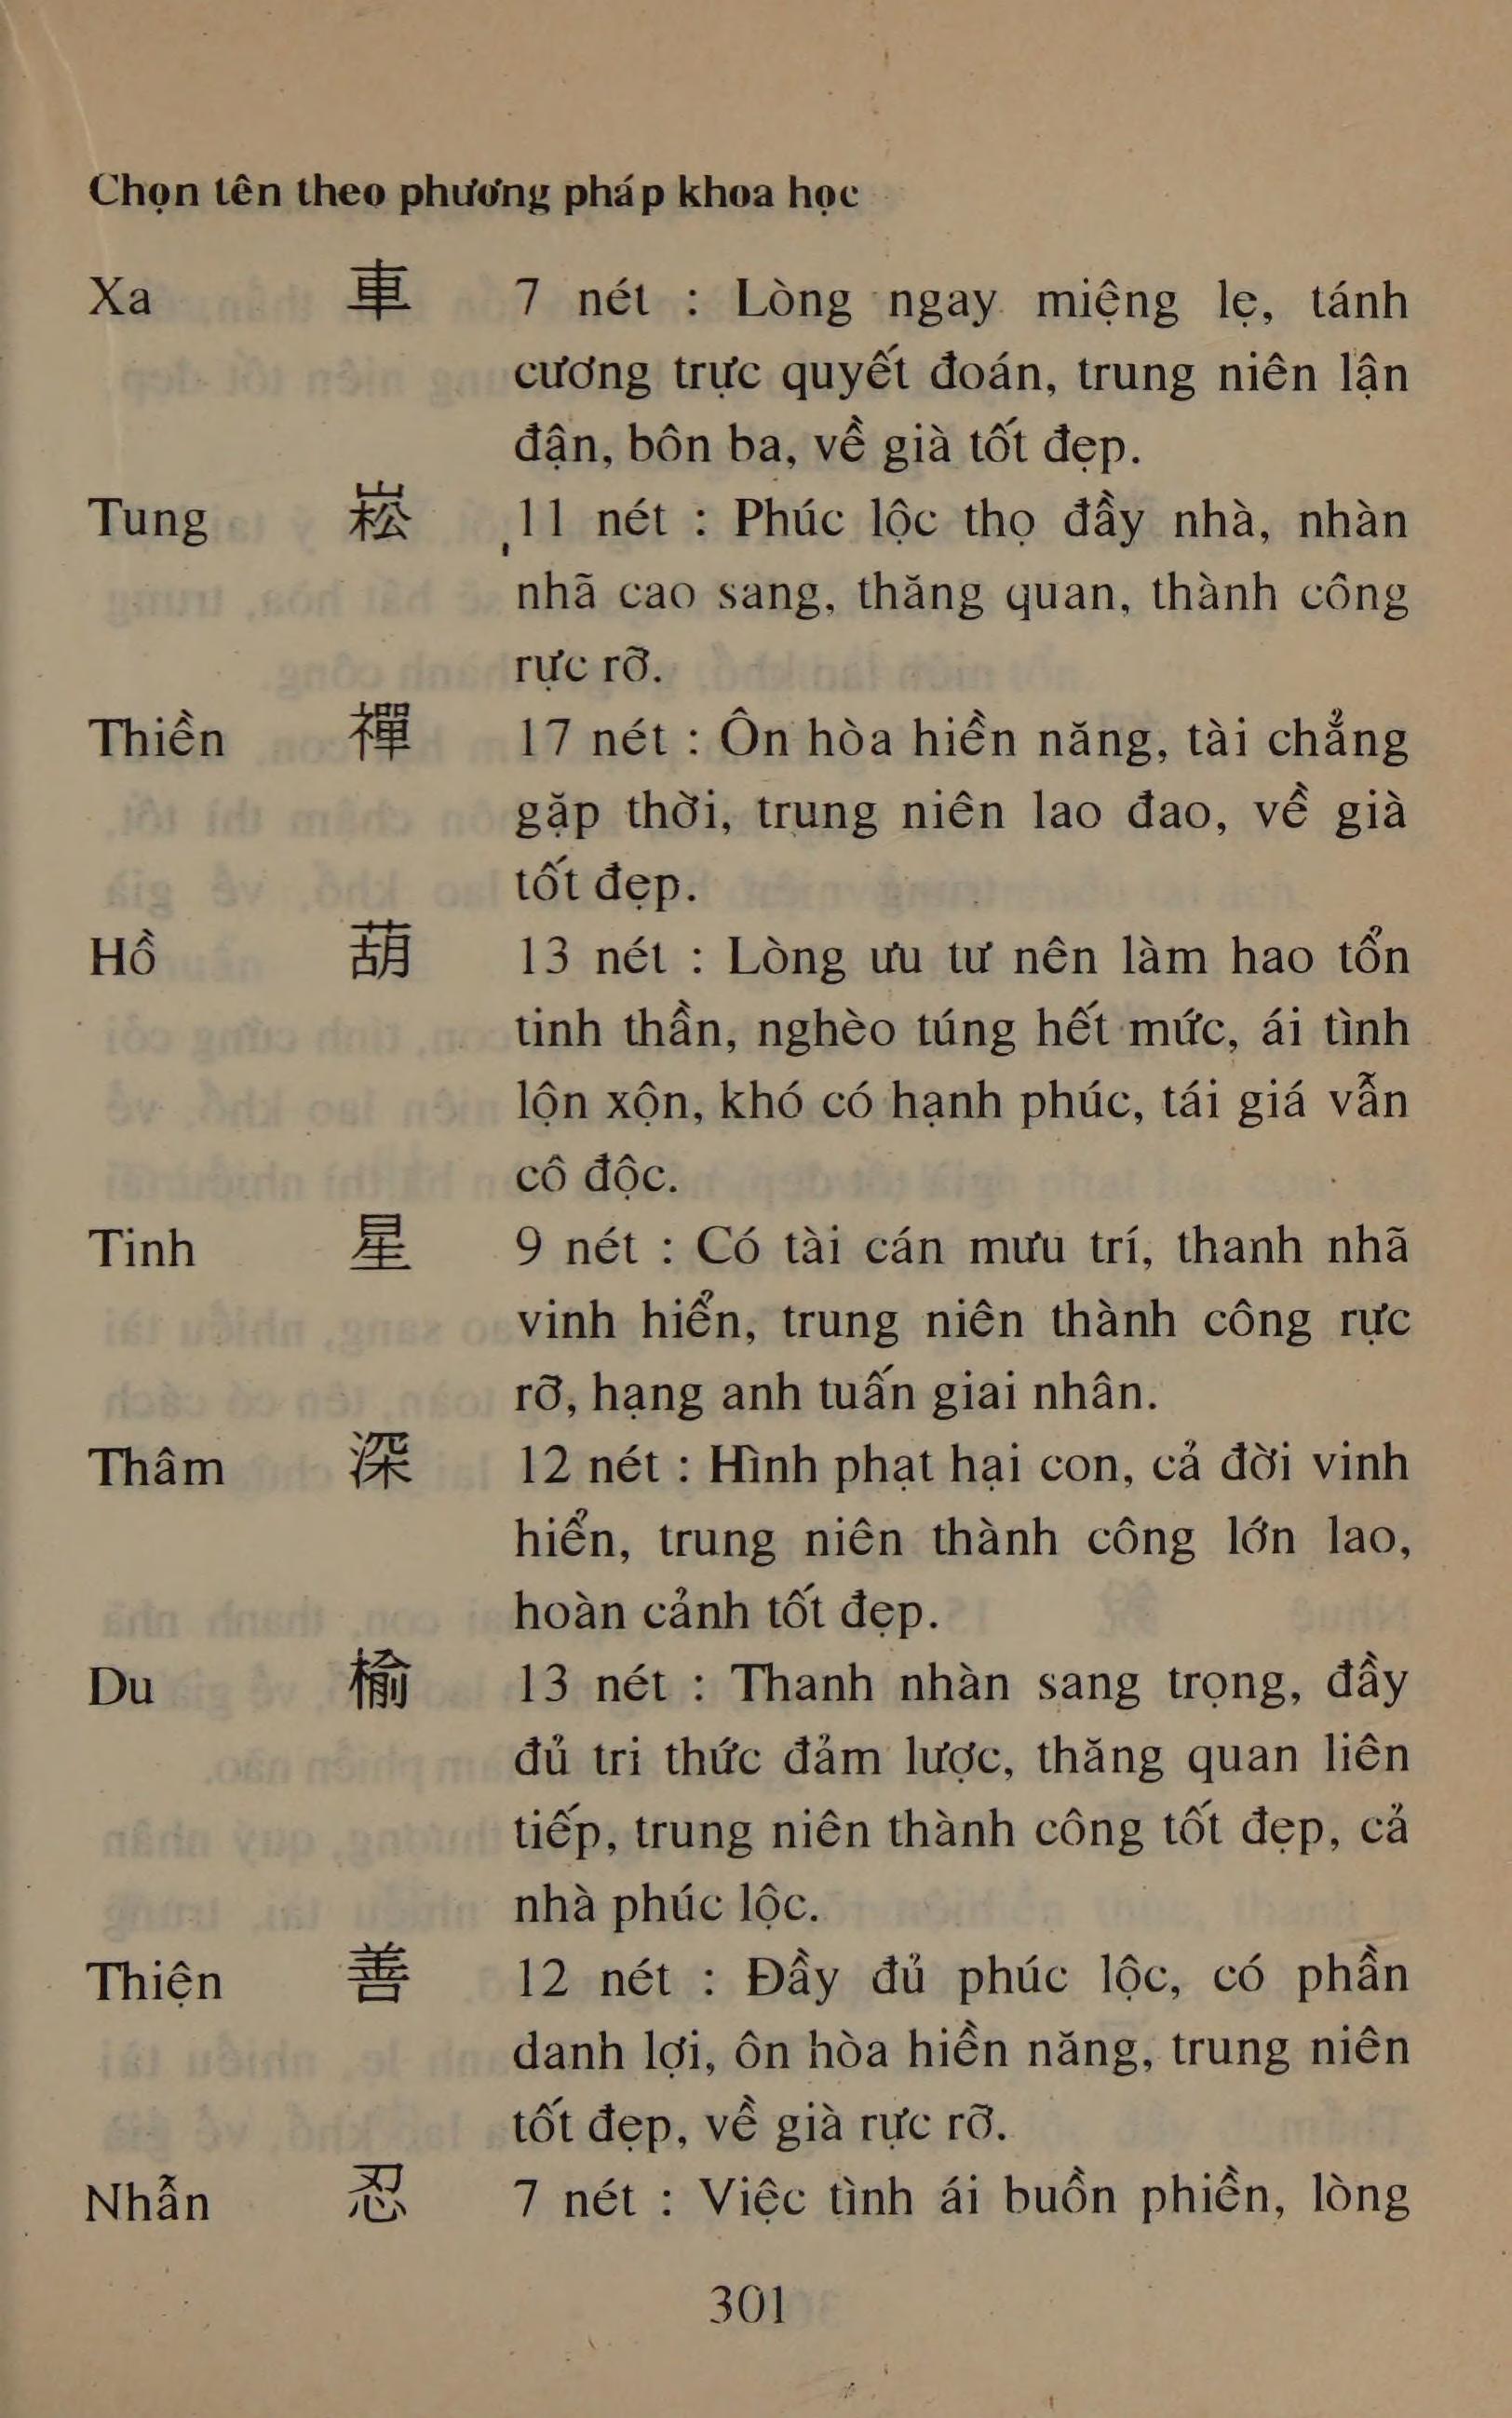 Chọn tên theo phương pháp khoa học
Xa 車 7 nét : Lòng ngay miệng lẹ, tánh
cương trực quyết đoán, trung niên lận
đận, bôn ba, về già tốt đẹp.
Tung 崧 11 nét : Phúc lộc thọ đầy nhà, nhàn
nhã cao sang, thăng quan, thành công
rực rỡ.
Thiền 禪 17 nét : Ôn hòa hiền năng, tài chẳng
gặp thời, trung niên lao đao, về già
tốt đẹp.
Hồ 葫 13 nét : Lòng ưu tư nên làm hao tổn
tinh thần, nghèo túng hết mức, ái tình
lộn xộn, khó có hạnh phúc, tái giá vẫn
cô độc.
Tinh 星 9 nét : Có tài cán mưu trí, thanh nhã
vinh hiển, trung niên thành công rực
rỡ, hạng anh tuấn giai nhân.
Thâm 深 12 nét : Hình phạt hại con, cả đời vinh
hiển, trung niên thành công lớn lao,
hoàn cảnh tốt đẹp.
Du 榆 13 nét : Thanh nhàn sang trọng, đầy
đủ tri thức đảm lược, thăng quan liên
tiếp, trung niên thành công tốt đẹp, cả
nhà phúc lộc.
Thiện 善 12 nét : Đầy đủ phúc lộc, có phần
danh lợi, ôn hòa hiền năng, trung niên
tốt đẹp, về già rực rỡ.
Nhẫn 忍 7 nét : Việc tình ái buồn phiền, lòng
301